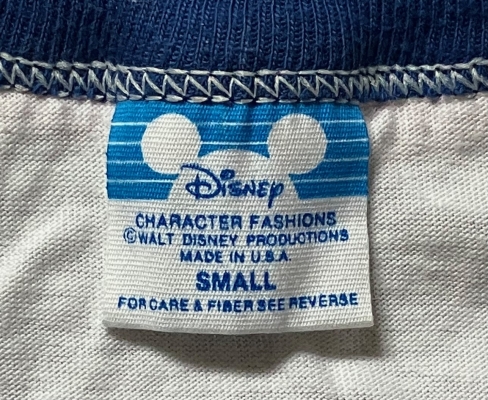 Disney
CHARACTER FASHIONS
©WALT DISNEY PRODUCTIONS
MADE IN U.S.A.
SMALL
FOR CARE & FIBER SEE REVERSE